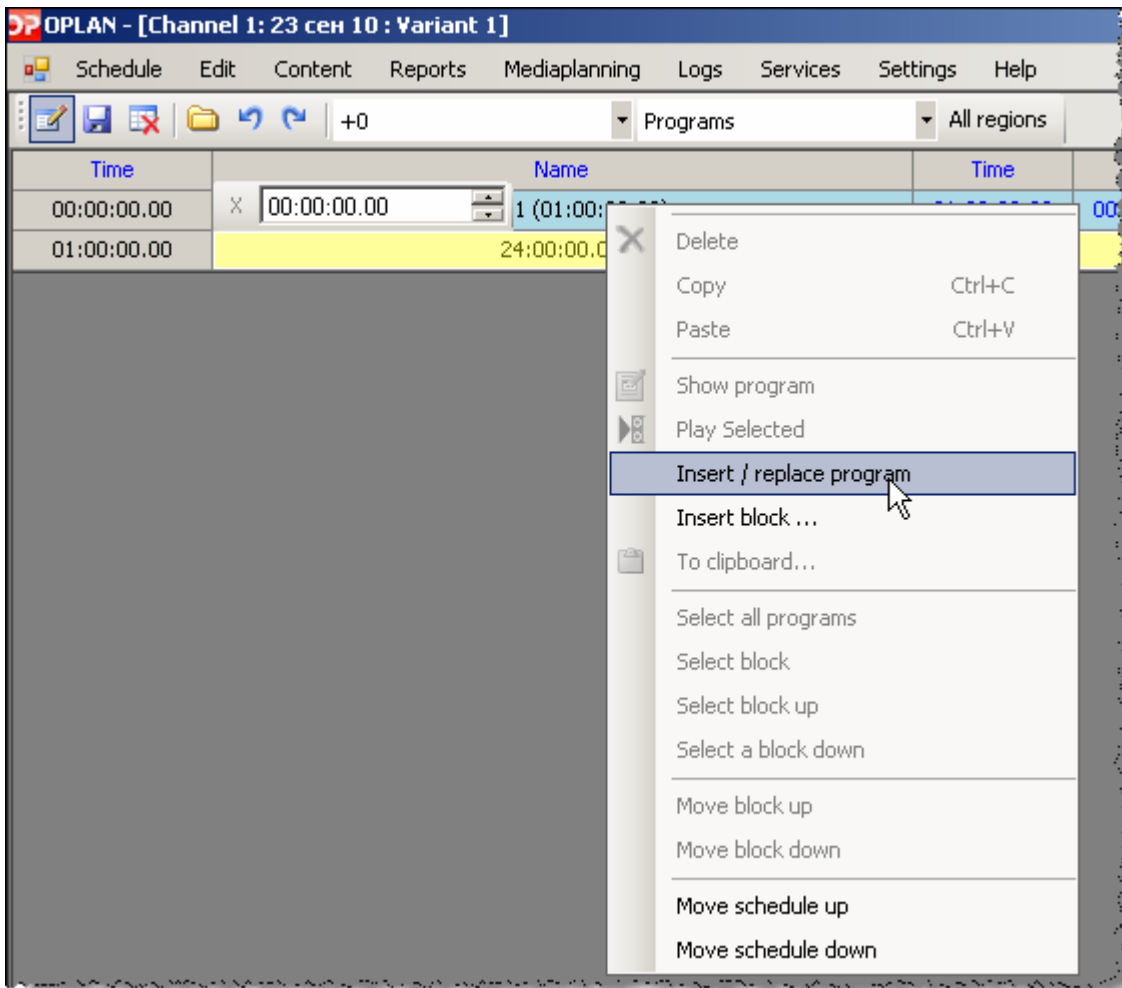 OP OPLAN - [Channel 1: 23 сен 10 : Variant 1]
Schedule Edit Content Reports Mediaplanning Logs Services Settings Help
+0 Programs All regions
Time Name Time
00:00:00.00 X 00:00:00.00 1 (01:00:
01:00:00.00 24:00:00.0
Delete
Copy Ctrl+C
Paste Ctrl+V
Show program
Play Selected
Insert / replace program
Insert block ...
To clipboard...
Select all programs
Select block
Select block up
Select a block down
Move block up
Move block down
Move schedule up
Move schedule down